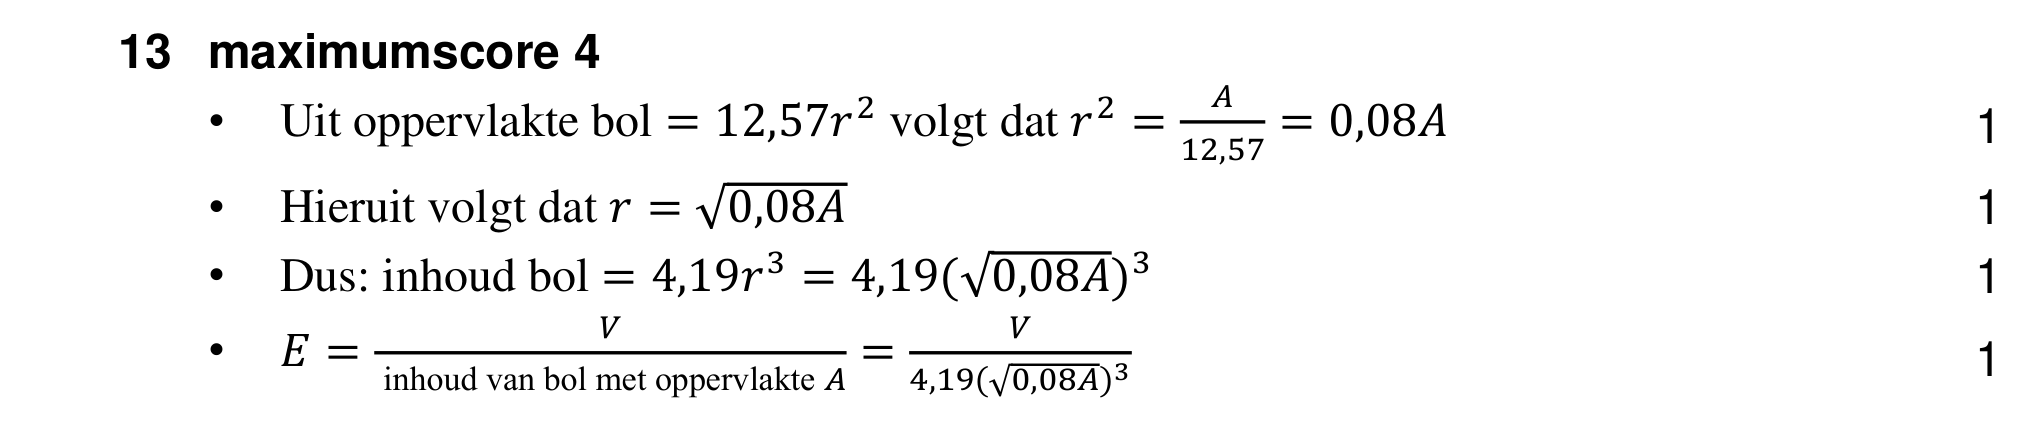 13 maximumscore 4
• Uit oppervlakte bol = 12,57r² volgt dat r² = A/12,57 = 0,08A 1
• Hieruit volgt dat r = √(0,08A) 1
• Dus: inhoud bol = 4,19r³ = 4,19(√(0,08A))³ 1
• E = V/(inhoud van bol met oppervlakte A) = V/(4,19(√(0,08A))³) 1